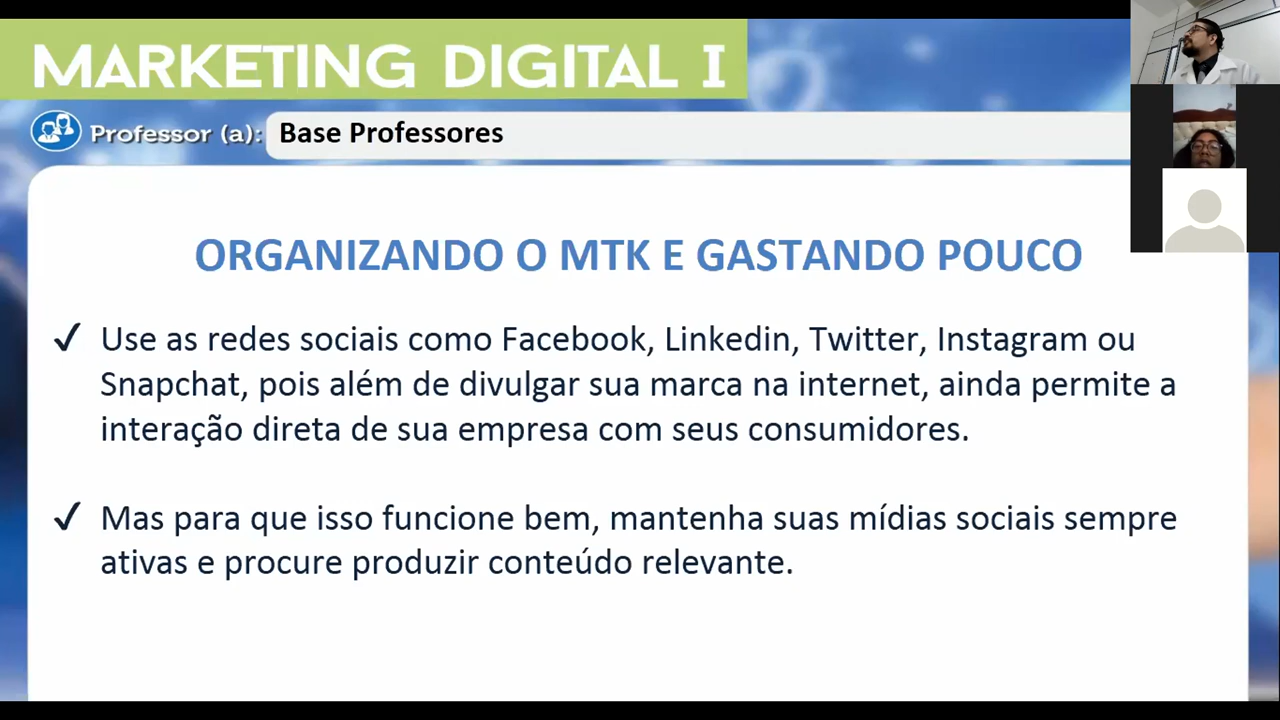 MARKETING DIGITAL I
Professor (a): Base Professores
ORGANIZANDO O MTK E GASTANDO POUCO
✓ Use as redes sociais como Facebook, Linkedin, Twitter, Instagram ou
Snapchat, pois além de divulgar sua marca na internet, ainda permite a
interação direta de sua empresa com seus consumidores.
✓ Mas para que isso funcione bem, mantenha suas mídias sociais sempre
ativas e procure produzir conteúdo relevante.